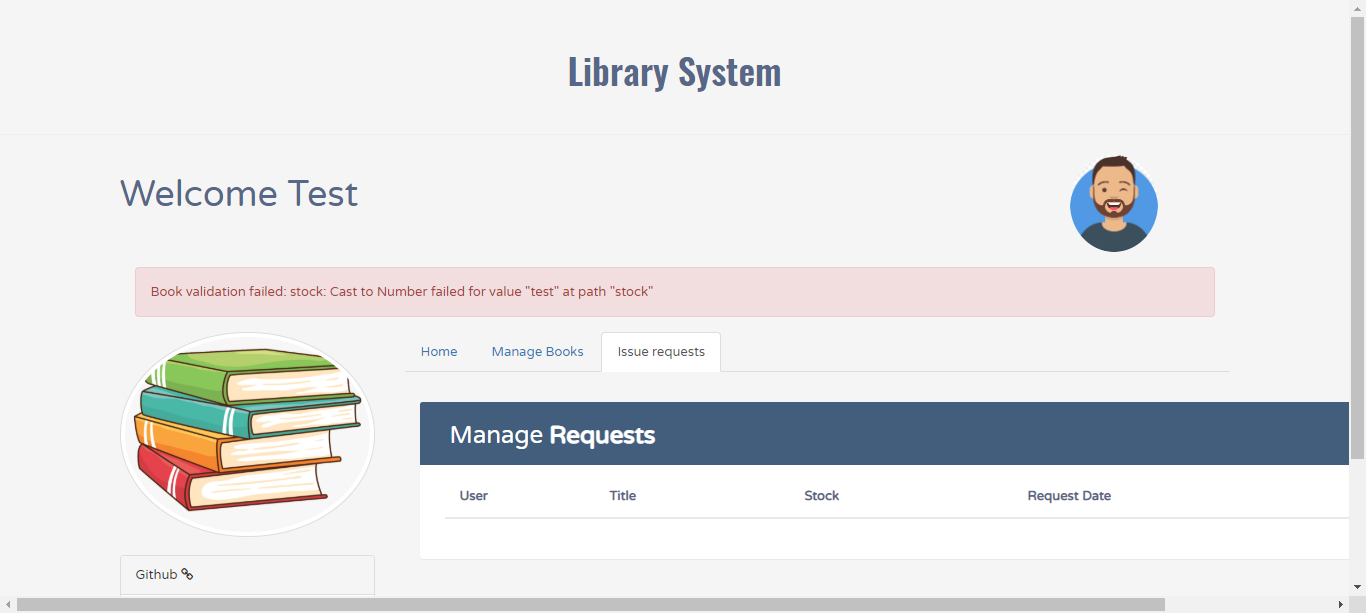 Library System
Welcome Test
Book validation failed: stock: Cast to Number failed for value "test" at path "stock"
Home Manage Books Issue requests
Manage Requests
User Title Stock Request Date
Github